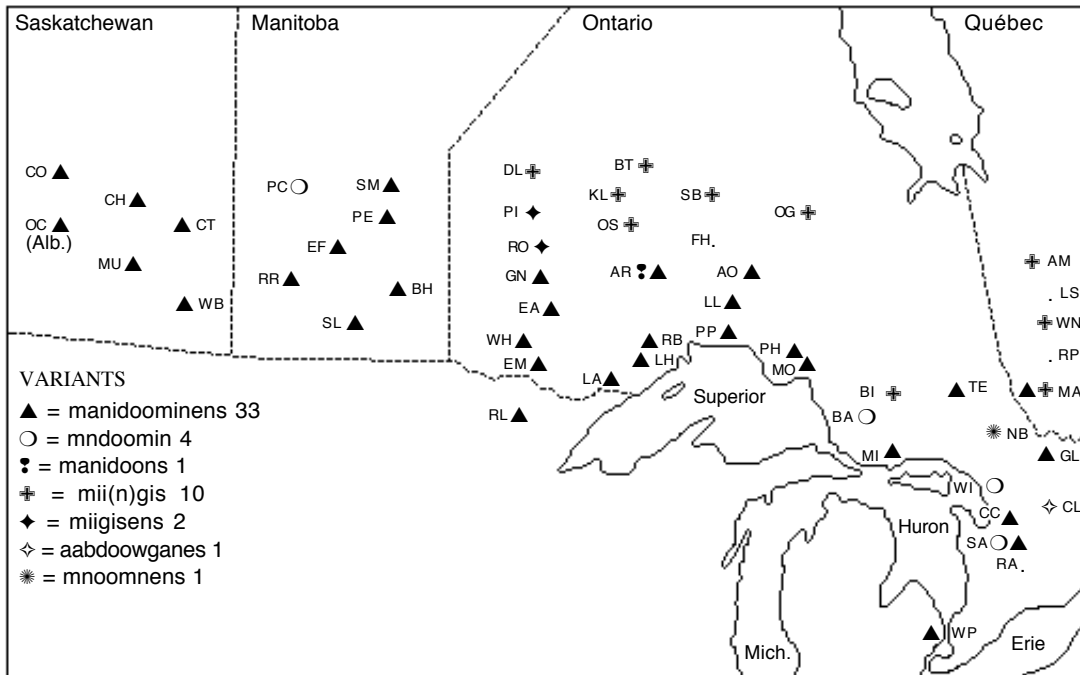 Saskatchewan Manitoba Ontario Québec
CO
CH
OC
(Alb.)
CT
MU
WB
PC
SM
PE
EF
RR
BH
SL
DL
BT
KL
SB
PI
OS
OG
RO
FH
GN
AR
AO
EA
LL
WH
RB
PP
EM
LH
PH
LA
MO
RL
AM
LS
WN
RP
BI
TE
MA
BA
NB
MI
GL
WI
CL
CC
SA
RA
WP
Superior
Huron
Mich.
Erie
VARIANTS
▲ = manidoominens 33
❍ = mndoomin 4
❢ = manidoons 1
✙ = mii(n)gis 10
✦ = miigisens 2
✧ = aabdoowganes 1
✺ = mnoomnens 1